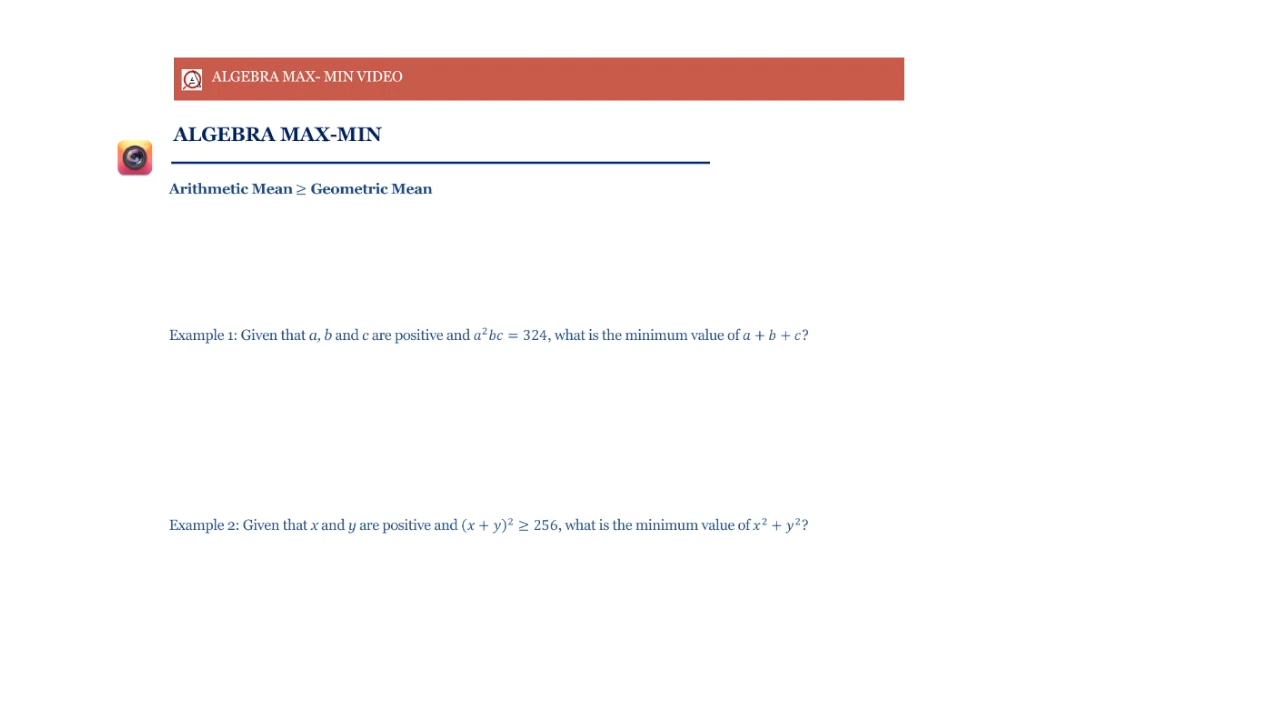 ALGEBRA MAX- MIN VIDEO
ALGEBRA MAX-MIN
Arithmetic Mean ≥ Geometric Mean
Example 1: Given that a, b and c are positive and a²bc = 324, what is the minimum value of a + b + c?
Example 2: Given that x and y are positive and (x + y)² ≥ 256, what is the minimum value of x² + y²?